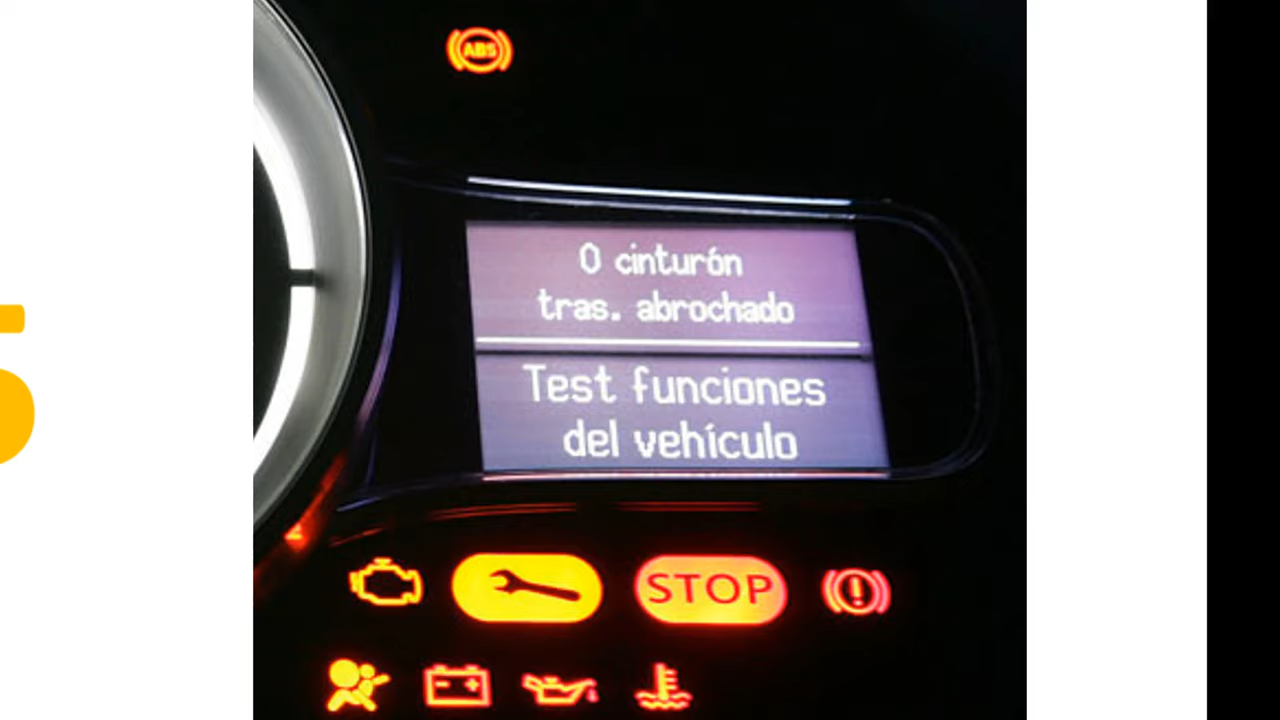 ABS
0 cinturón
tras. abrochado
Test funciones
del vehículo
STOP